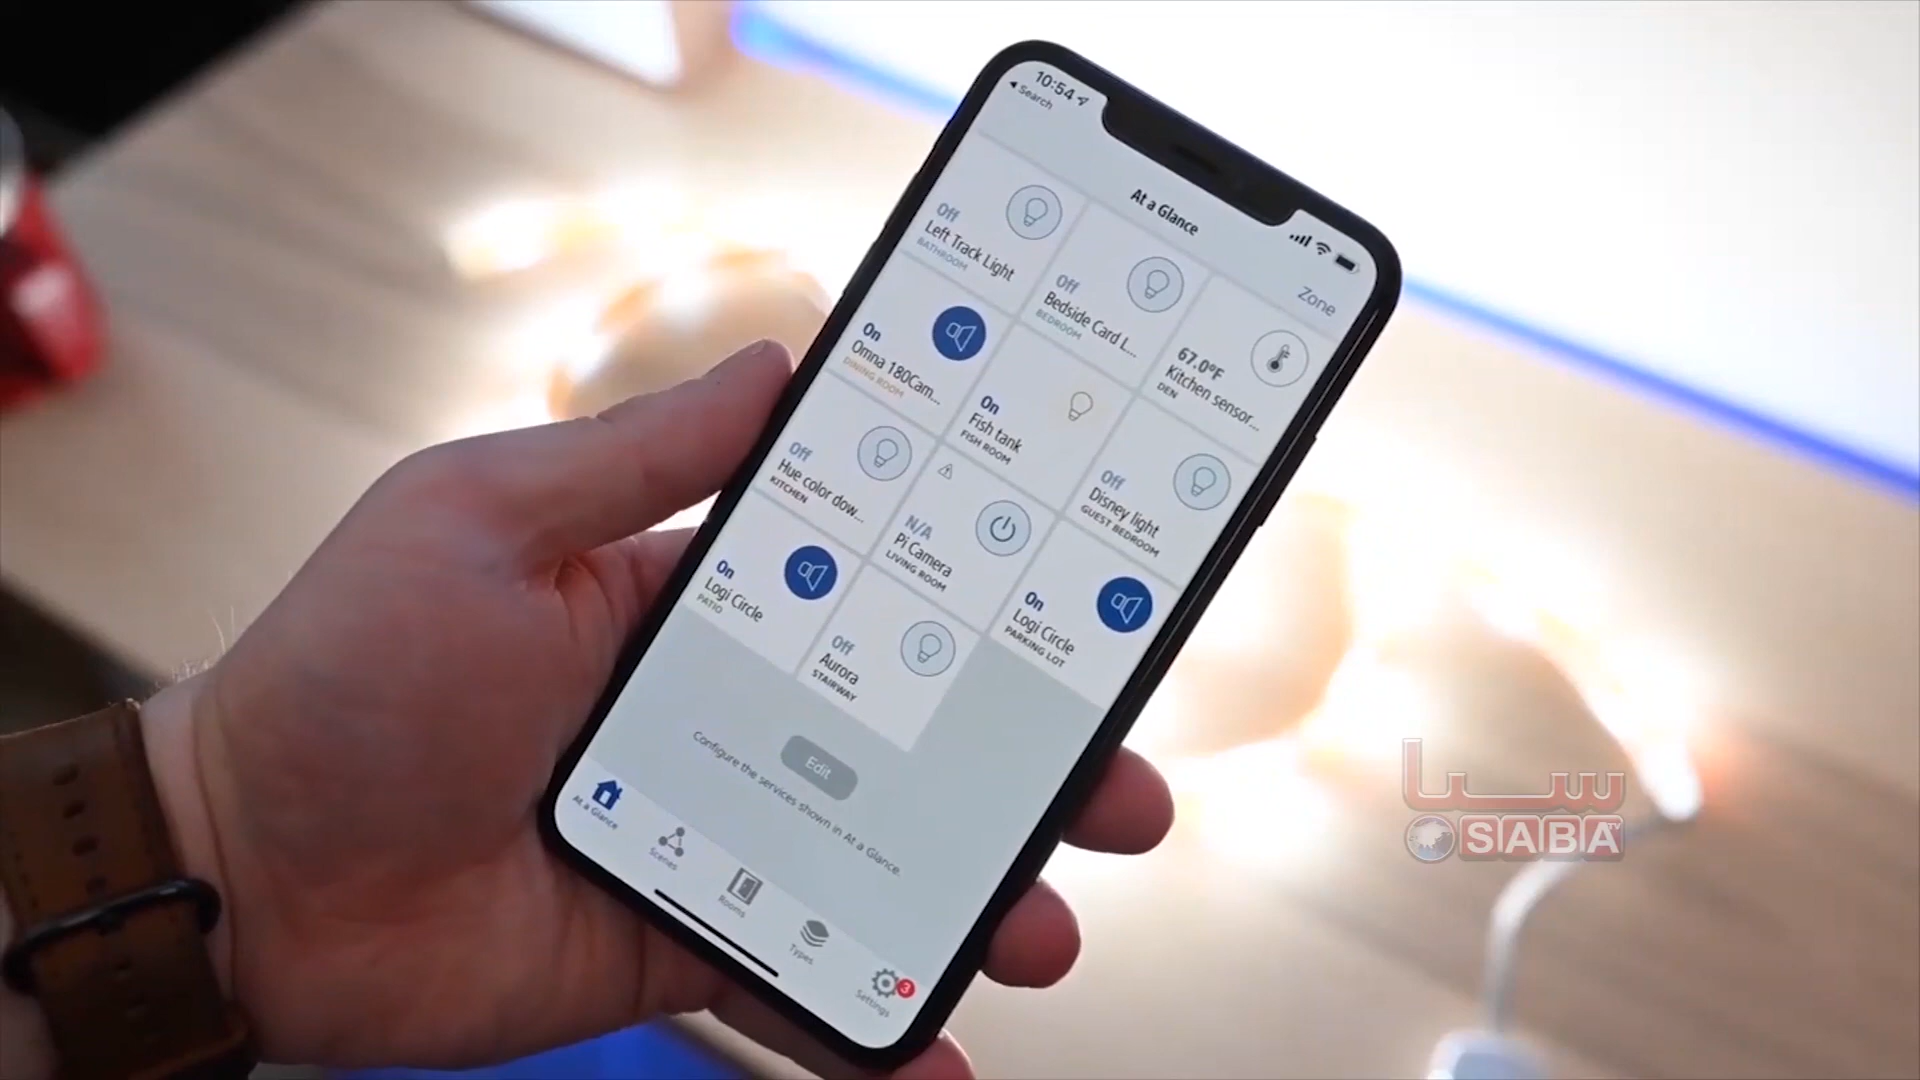 10:54
Search
At a Glance
Zone
Off
Left Track Light
BATHROOM
Off
Bedside Card L...
BEDROOM
67.0°F
Kitchen sensor...
DEN
On
Omna 180Cam...
DINING ROOM
On
Fish tank
FISH ROOM
Off
Disney light
GUEST BEDROOM
Off
Hue color dow...
KITCHEN
N/A
Pi Camera
LIVING ROOM
On
Logi Circle
PARKING LOT
On
Logi Circle
PATIO
Off
Aurora
STAIRWAY
Edit
Configure the services shown in At a Glance.
At a Glance
Scenes
Rooms
Types
Settings
3
سبا
SABA TV